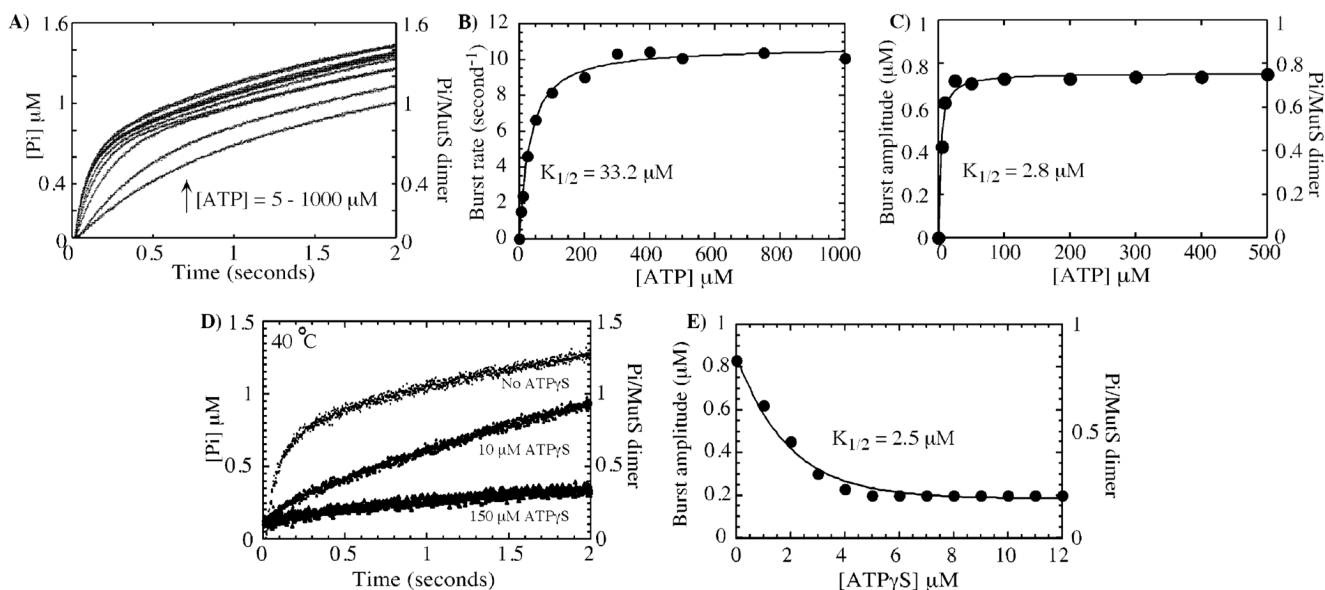 A)
1.5
1
0.4
0
[Pi] μM
[ATP] = 5 - 1000 μM
0 0.5 1 1.5 2
Time (seconds)
1.6
1
0.4
0
Pi/MutS dimer
B)
12
10
8
6
4
2
0
Burst rate (second⁻¹)
K1/2 = 33.2 μM
0 200 400 600 800 1000
[ATP] μM
C)
1
0.8
0.6
0.4
0.2
0
Burst amplitude (μM)
K1/2 = 2.8 μM
0 100 200 300 400 500
[ATP] μM
1
0.8
0.6
0.4
0.2
0
Pi/MutS dimer
D)
40 °C
1.5
1
0.5
0
[Pi] μM
No ATPγS
10 μM ATPγS
150 μM ATPγS
0 0.5 1 1.5 2
Time (seconds)
1.5
1
0.5
0
Pi/MutS dimer
E)
1
0.8
0.6
0.4
0.2
0
Burst amplitude (μM)
K1/2 = 2.5 μM
0 2 4 6 8 10 12
[ATPγS] μM
1
0.5
0
Pi/MutS dimer